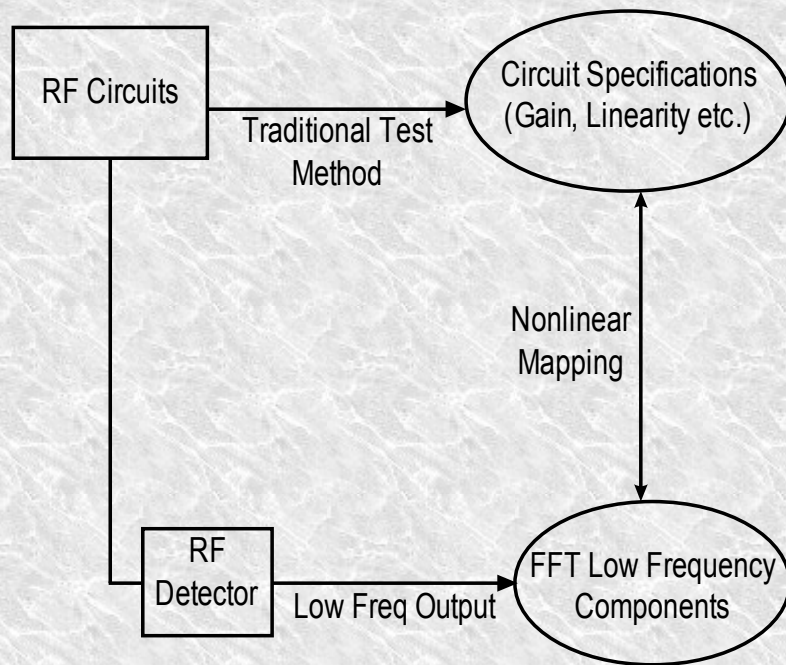 RF Circuits
Circuit Specifications
(Gain, Linearity etc.)
Traditional Test
Method
Nonlinear
Mapping
RF
Detector
Low Freq Output
FFT Low Frequency
Components